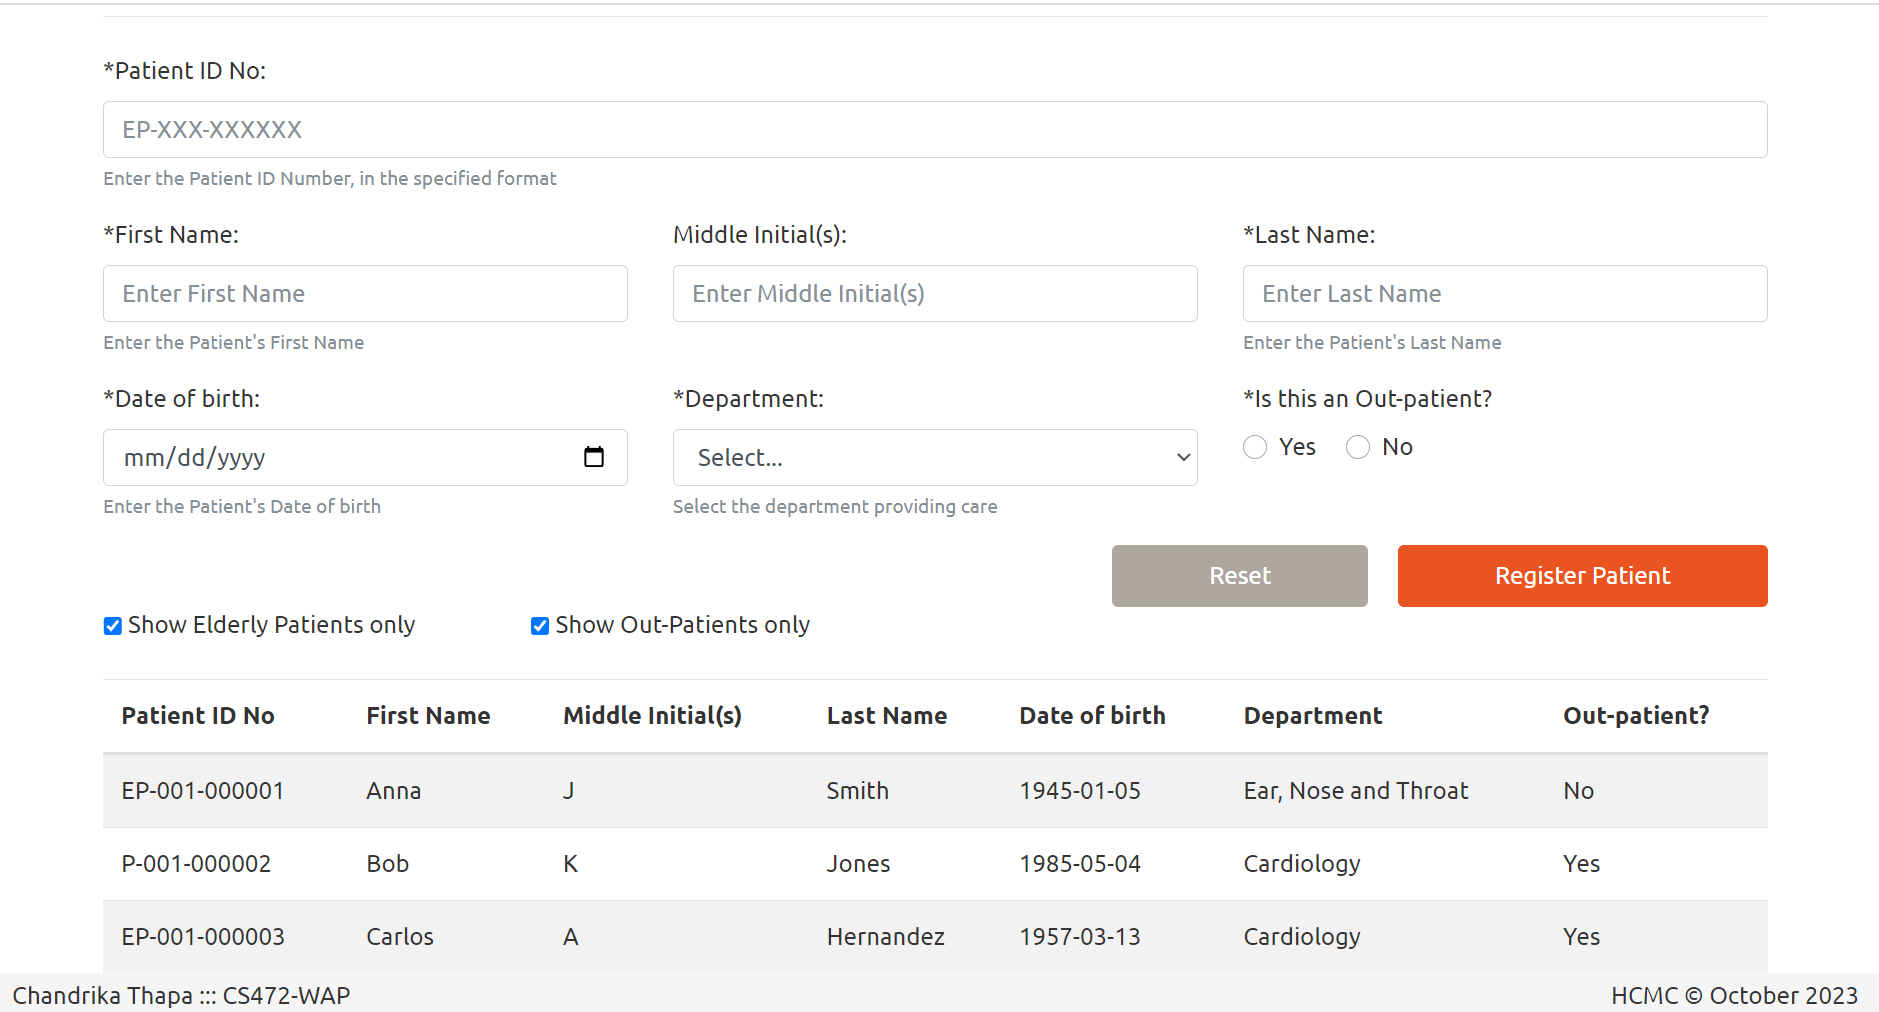 *Patient ID No:
EP-XXX-XXXXXX
Enter the Patient ID Number, in the specified format
*First Name: Middle Initial(s): *Last Name:
Enter First Name Enter Middle Initial(s) Enter Last Name
Enter the Patient's First Name Enter the Patient's Last Name
*Date of birth: *Department: *Is this an Out-patient?
mm/dd/yyyy Select... Yes No
Enter the Patient's Date of birth Select the department providing care
Reset Register Patient
Show Elderly Patients only Show Out-Patients only
Patient ID No First Name Middle Initial(s) Last Name Date of birth Department Out-patient?
EP-001-000001 Anna J Smith 1945-01-05 Ear, Nose and Throat No
P-001-000002 Bob K Jones 1985-05-04 Cardiology Yes
EP-001-000003 Carlos A Hernandez 1957-03-13 Cardiology Yes
Chandrika Thapa ::: CS472-WAP HCMC © October 2023